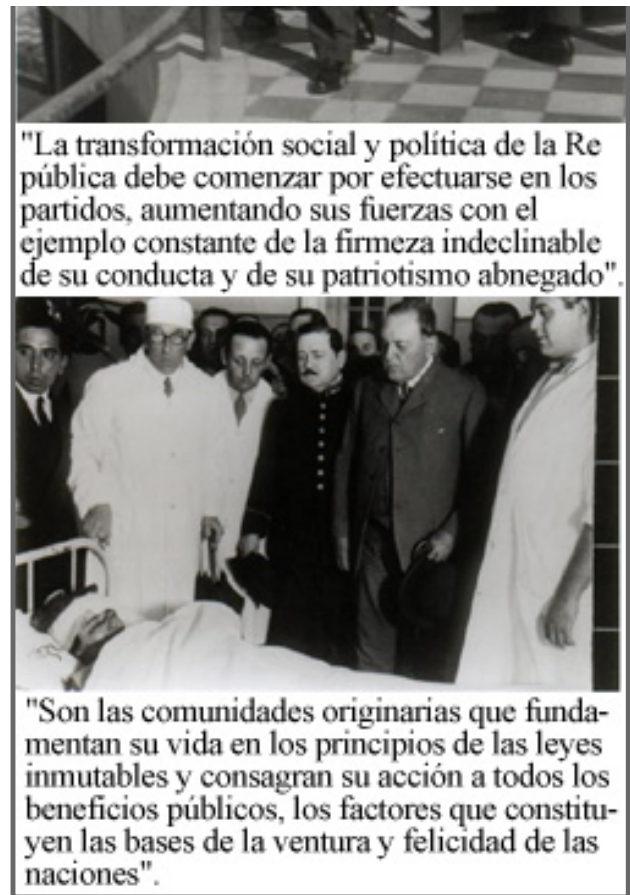 "La transformación social y política de la Re
pública debe comenzar por efectuarse en los
partidos, aumentando sus fuerzas con el
ejemplo constante de la firmeza indeclinable
de su conducta y de su patriotismo abnegado".
"Son las comunidades originarias que funda-
mentan su vida en los principios de las leyes
inmutables y consagran su acción a todos los
beneficios públicos, los factores que constitu-
yen las bases de la ventura y felicidad de las
naciones".